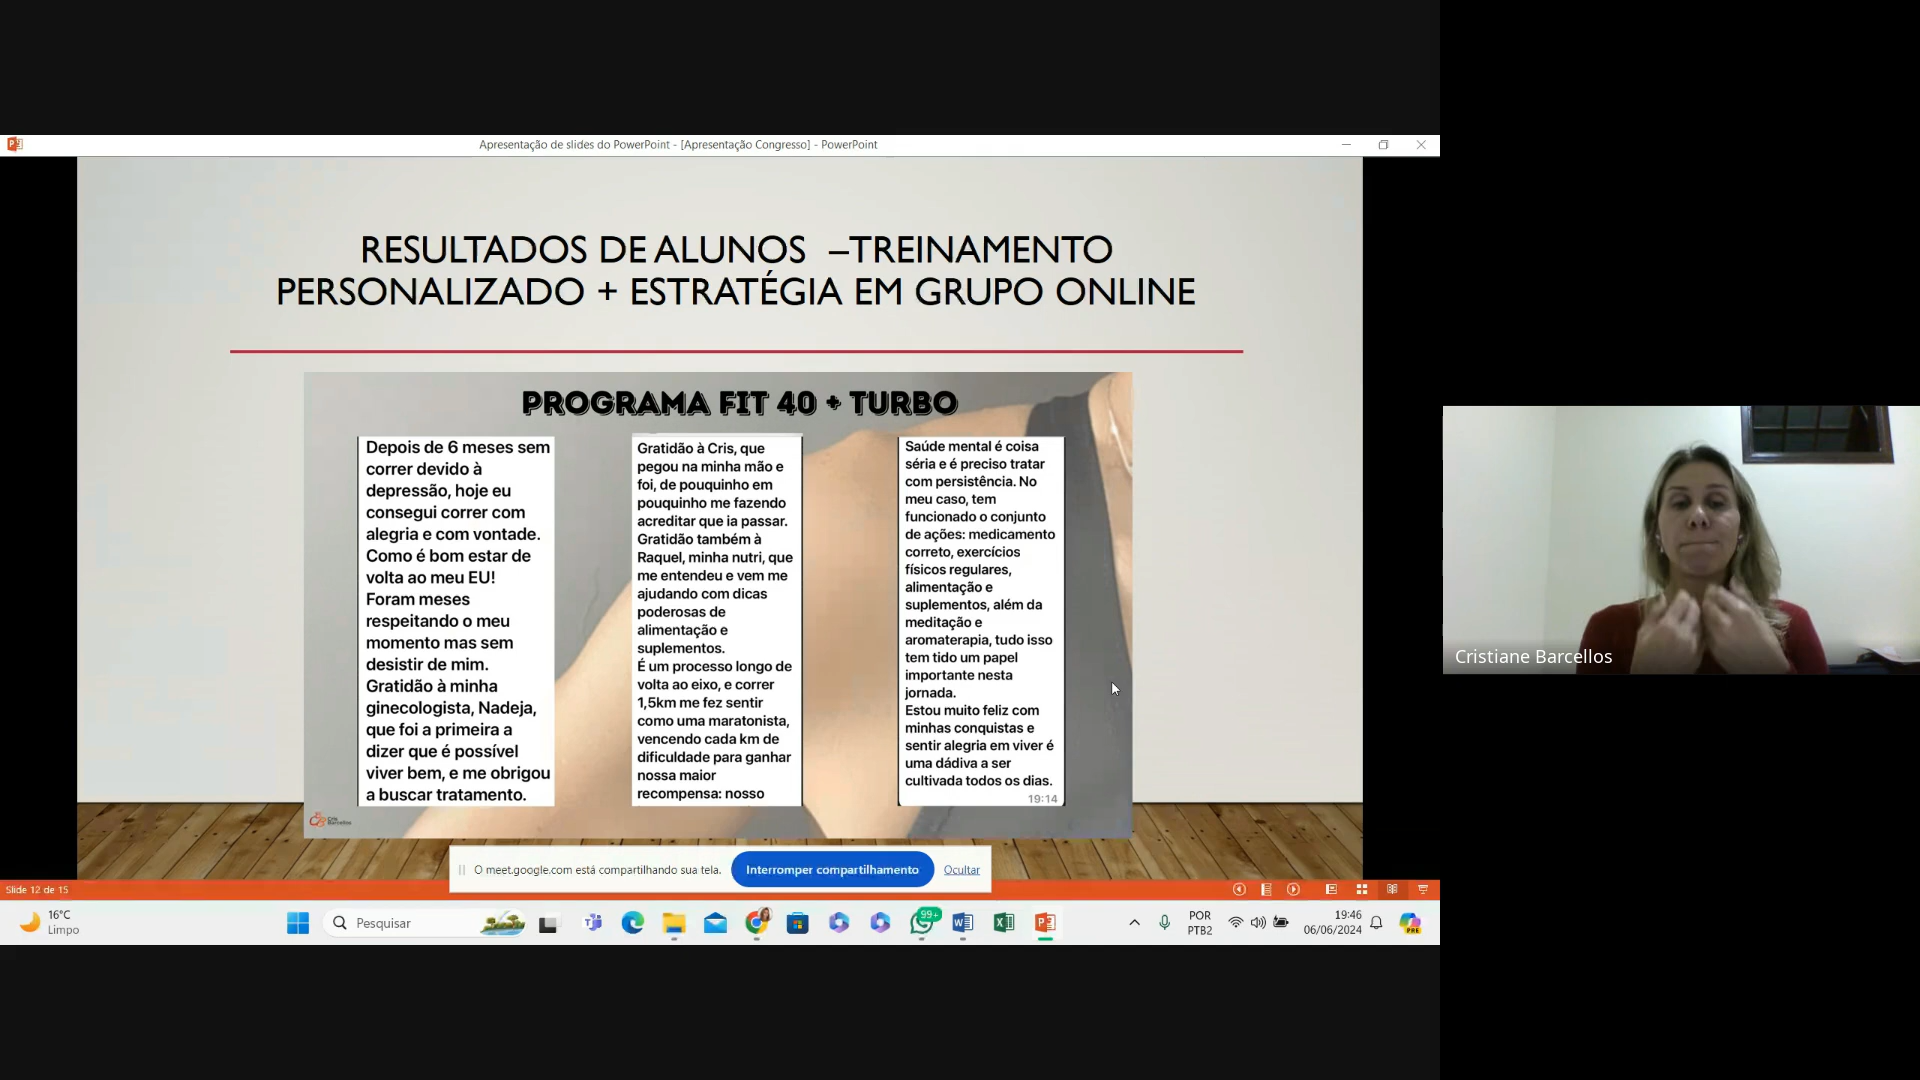 Apresentação de slides do PowerPoint - [Apresentação Congresso] - PowerPoint
RESULTADOS DE ALUNOS –TREINAMENTO
PERSONALIZADO + ESTRATÉGIA EM GRUPO ONLINE
PROGRAMA FIT 40 + TURBO
Depois de 6 meses sem
correr devido à
depressão, hoje eu
consegui correr com
alegria e com vontade.
Como é bom estar de
volta ao meu EU!
Foram meses
respeitando o meu
momento mas sem
desistir de mim.
Gratidão à minha
ginecologista, Nadeja,
que foi a primeira a
dizer que é possível
viver bem, e me obrigou
a buscar tratamento.
Gratidão à Cris, que
pegou na minha mão e
foi, de pouquinho em
pouquinho me fazendo
acreditar que ia passar.
Gratidão também à
Raquel, minha nutri, que
me entendeu e vem me
ajudando com dicas
poderosas de
alimentação e
suplementos.
É um processo longo de
volta ao eixo, e correr
1,5km me fez sentir
como uma maratonista,
vencendo cada km de
dificuldade para ganhar
nossa maior
recompensa: nosso
Saúde mental é coisa
séria e é preciso tratar
com persistência. No
meu caso, tem
funcionado o conjunto
de ações: medicamento
correto, exercícios
físicos regulares,
alimentação e
suplementos, além da
meditação e
aromaterapia, tudo isso
tem tido um papel
importante nesta
jornada.
Estou muito feliz com
minhas conquistas e
sentir alegria em viver é
uma dádiva a ser
cultivada todos os dias.
19:14
Cris
Barcellos
O meet.google.com está compartilhando sua tela.
Interromper compartilhamento
Ocultar
Slide 12 de 15
16°C
Limpo
Pesquisar
99+
POR
PTB2
19:46
06/06/2024
PRE
Cristiane Barcellos